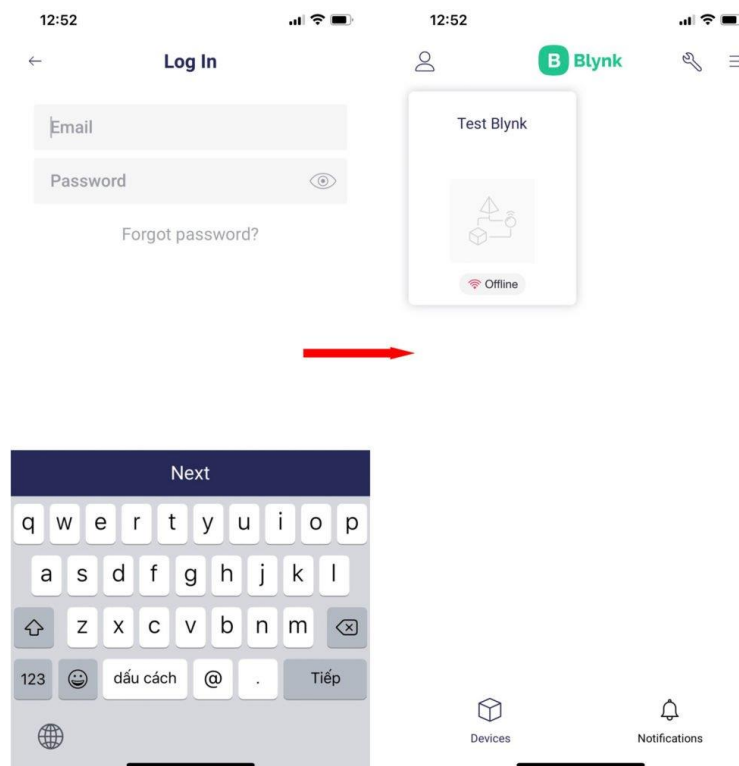 12:52
Log In
Email
Password
Forgot password?
Next
q w e r t y u i o p
a s d f g h j k l
z x c v b n m
123 dấu cách @ . Tiếp
12:52
B Blynk
Test Blynk
Offline
Devices
Notifications